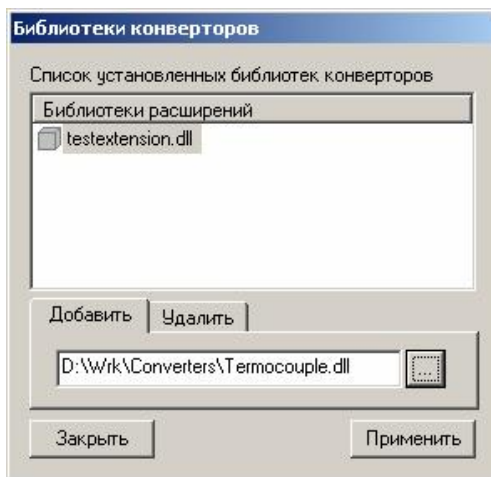 Библиотеки конверторов
Список установленных библиотек конверторов
Библиотеки расширений
testextension.dll
Добавить Удалить
D:\Wrk\Converters\Termocouple.dll ...
Закрыть Применить